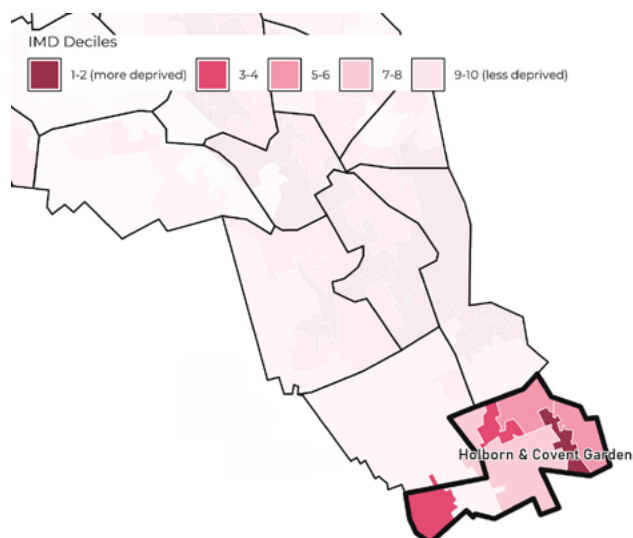 IMD Deciles
1-2 (more deprived) 3-4 5-6 7-8 9-10 (less deprived)
Holborn & Covent Garden